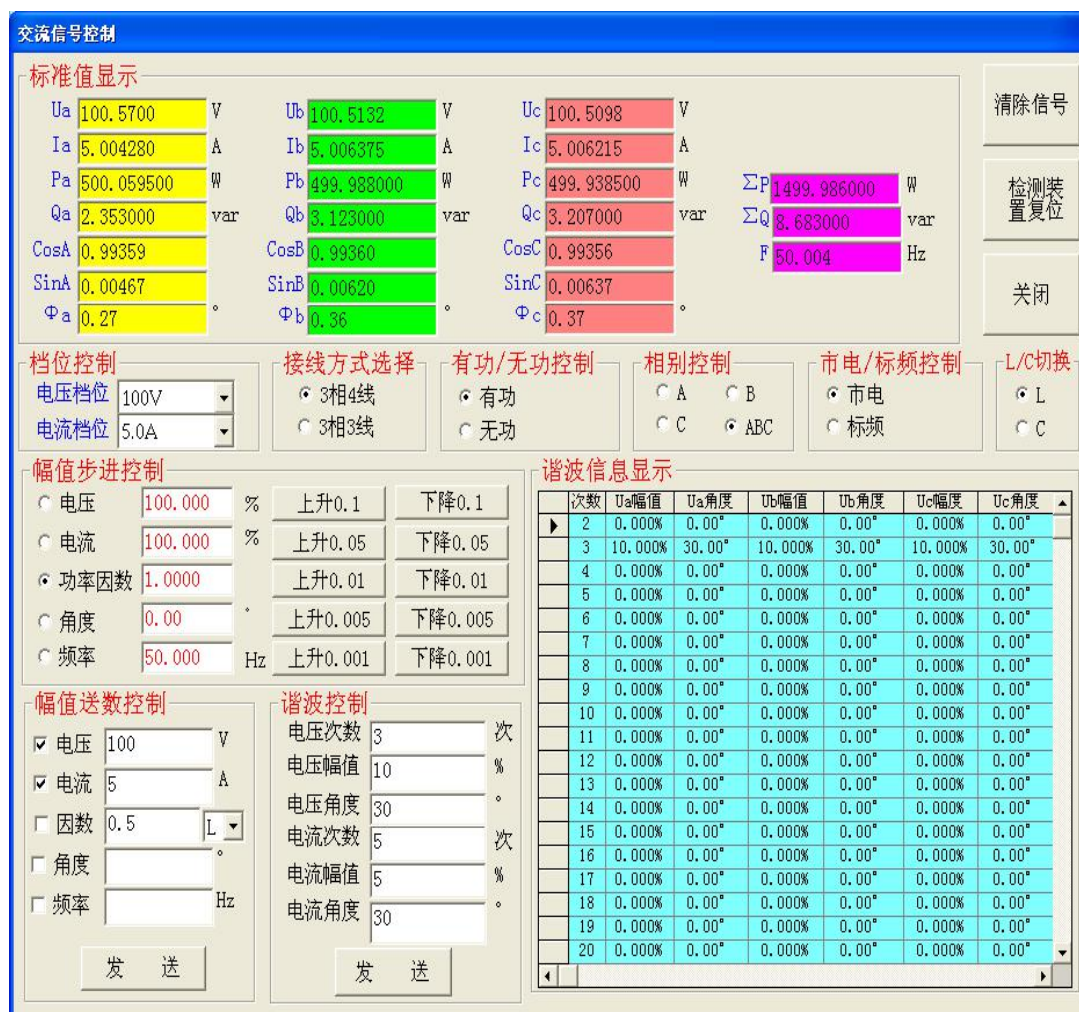 交流信号控制
标准值显示
Ua 100.5700 V Ub 100.5132 V Uc 100.5098 V
Ia 5.004280 A Ib 5.006375 A Ic 5.006215 A
Pa 500.059500 W Pb 499.988000 W Pc 499.938500 W ΣP 1499.986000 W
Qa 2.353000 var Qb 3.123000 var Qc 3.207000 var ΣQ 8.683000 var
CosA 0.99359 CosB 0.99360 CosC 0.99356 F 50.004 Hz
SinA 0.00467 SinB 0.00620 SinC 0.00637
Φa 0.27 ° Φb 0.36 ° Φc 0.37 °
清除信号
检测装
置复位
关闭
档位控制
电压档位 100V
电流档位 5.0A
接线方式选择
3相4线
3相3线
有功/无功控制
有功
无功
相别控制
A B
C ABC
市电/标频控制
市电
标频
L/C切换
L
C
幅值步进控制
电压 100.000 % 上升0.1 下降0.1
电流 100.000 % 上升0.05 下降0.05
功率因数 1.0000 上升0.01 下降0.01
角度 0.00 ° 上升0.005 下降0.005
频率 50.000 Hz 上升0.001 下降0.001
幅值送数控制
电压 100 V
电流 5 A
因数 0.5 L
角度 °
频率 Hz
发 送
谐波控制
电压次数 3 次
电压幅值 10 %
电压角度 30 °
电流次数 5 次
电流幅值 5 %
电流角度 30 °
发 送
谐波信息显示
次数 Ua幅值 Ua角度 Ub幅值 Ub角度 Uc幅度 Uc角度
2 0.000% 0.00° 0.000% 0.00° 0.000% 0.00°
3 10.000% 30.00° 10.000% 30.00° 10.000% 30.00°
4 0.000% 0.00° 0.000% 0.00° 0.000% 0.00°
5 0.000% 0.00° 0.000% 0.00° 0.000% 0.00°
6 0.000% 0.00° 0.000% 0.00° 0.000% 0.00°
7 0.000% 0.00° 0.000% 0.00° 0.000% 0.00°
8 0.000% 0.00° 0.000% 0.00° 0.000% 0.00°
9 0.000% 0.00° 0.000% 0.00° 0.000% 0.00°
10 0.000% 0.00° 0.000% 0.00° 0.000% 0.00°
11 0.000% 0.00° 0.000% 0.00° 0.000% 0.00°
12 0.000% 0.00° 0.000% 0.00° 0.000% 0.00°
13 0.000% 0.00° 0.000% 0.00° 0.000% 0.00°
14 0.000% 0.00° 0.000% 0.00° 0.000% 0.00°
15 0.000% 0.00° 0.000% 0.00° 0.000% 0.00°
16 0.000% 0.00° 0.000% 0.00° 0.000% 0.00°
17 0.000% 0.00° 0.000% 0.00° 0.000% 0.00°
18 0.000% 0.00° 0.000% 0.00° 0.000% 0.00°
19 0.000% 0.00° 0.000% 0.00° 0.000% 0.00°
20 0.000% 0.00° 0.000% 0.00° 0.000% 0.00°